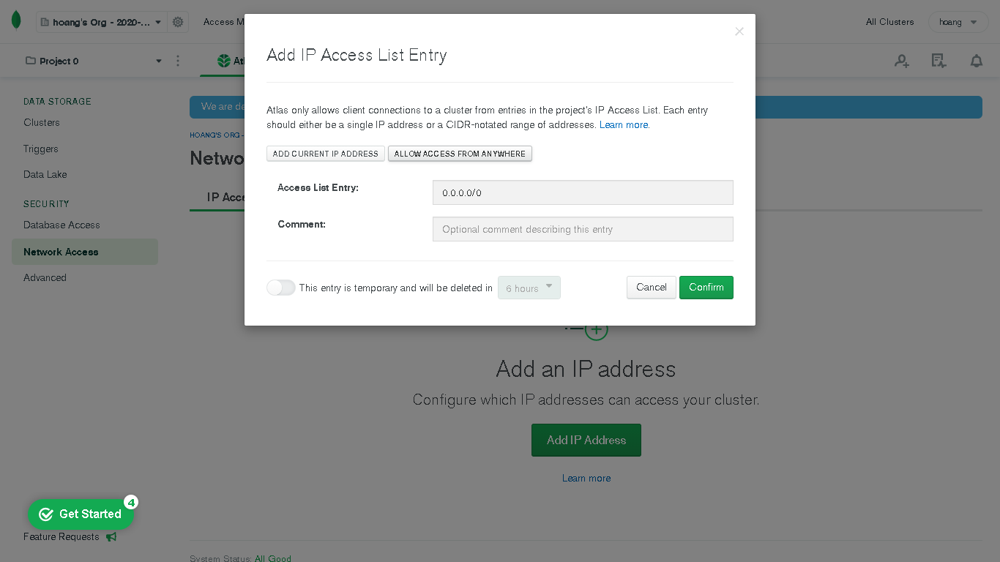 hoang's Org - 2020-...
Access M
All Clusters
hoang
Project 0
Atl
DATA STORAGE
Clusters
Triggers
Data Lake
SECURITY
Database Access
Network Access
Advanced
We are de
HOANG'S ORG -
Netwo
IP Acce
Add IP Access List Entry
Atlas only allows client connections to a cluster from entries in the project's IP Access List. Each entry
should either be a single IP address or a CIDR-notated range of addresses. Learn more.
ADD CURRENT IP ADDRESS
ALLOW ACCESS FROM ANYWHERE
Access List Entry:
0.0.0.0/0
Comment:
Optional comment describing this entry
This entry is temporary and will be deleted in
6 hours
Cancel
Confirm
Add an IP address
Configure which IP addresses can access your cluster.
Add IP Address
Learn more
Get Started
4
Feature Requests
System Status: All Good